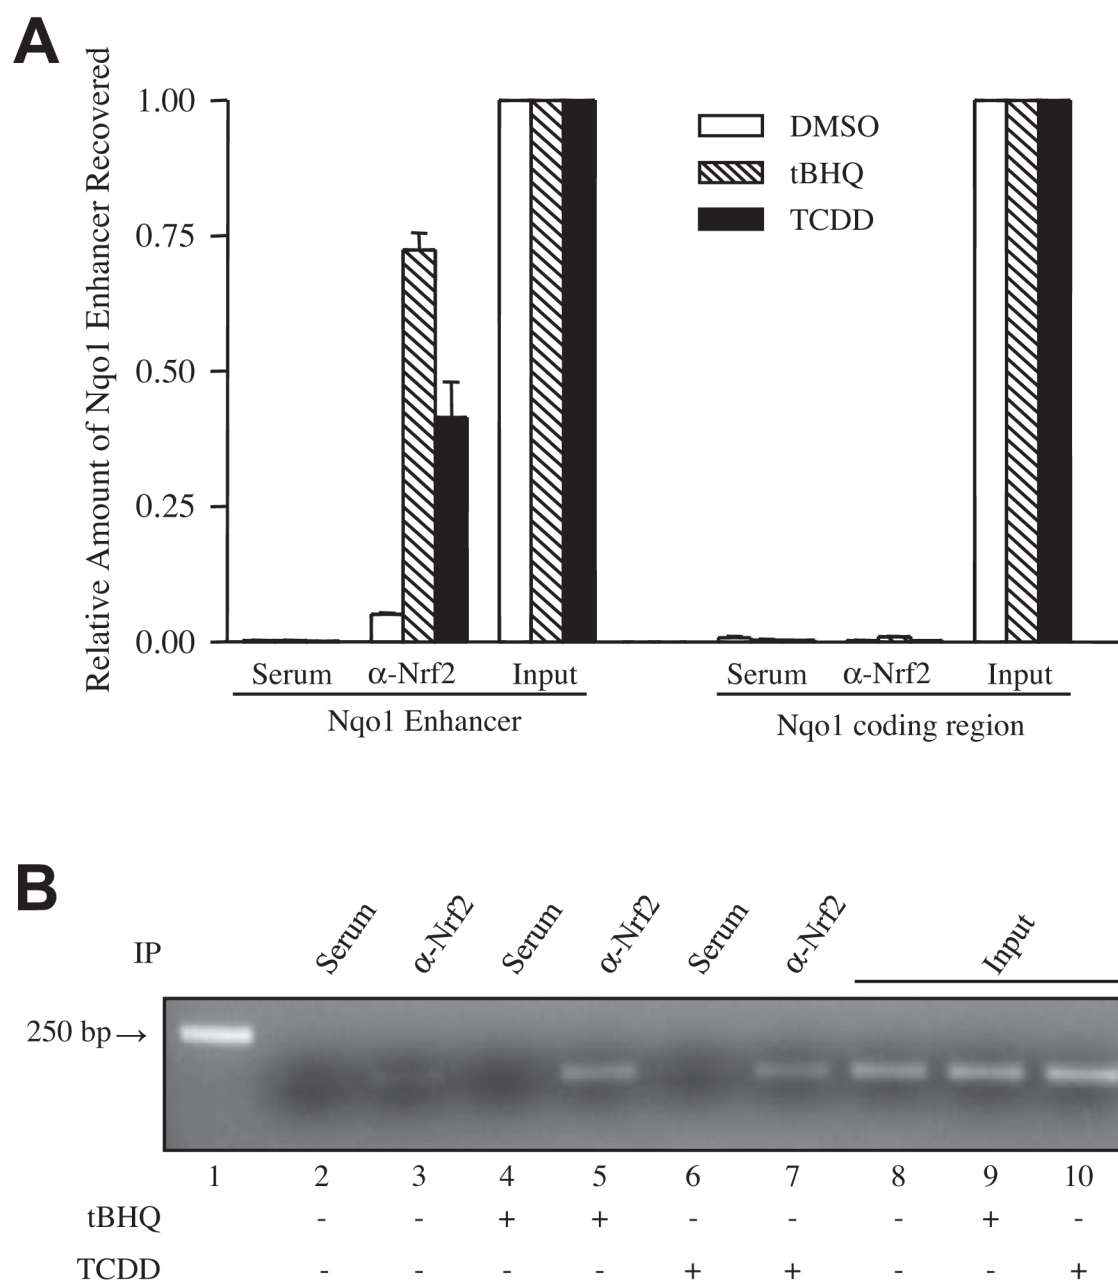 A
Relative Amount of Nqo1 Enhancer Recovered
1.00
0.75
0.50
0.25
0.00
DMSO
tBHQ
TCDD
Serum α-Nrf2 Input Serum α-Nrf2 Input
Nqo1 Enhancer Nqo1 coding region
B
IP Serum α-Nrf2 Serum α-Nrf2 Serum α-Nrf2 Input
250 bp→
1 2 3 4 5 6 7 8 9 10
tBHQ - - + + - - - + -
TCDD - - - - + + - - +